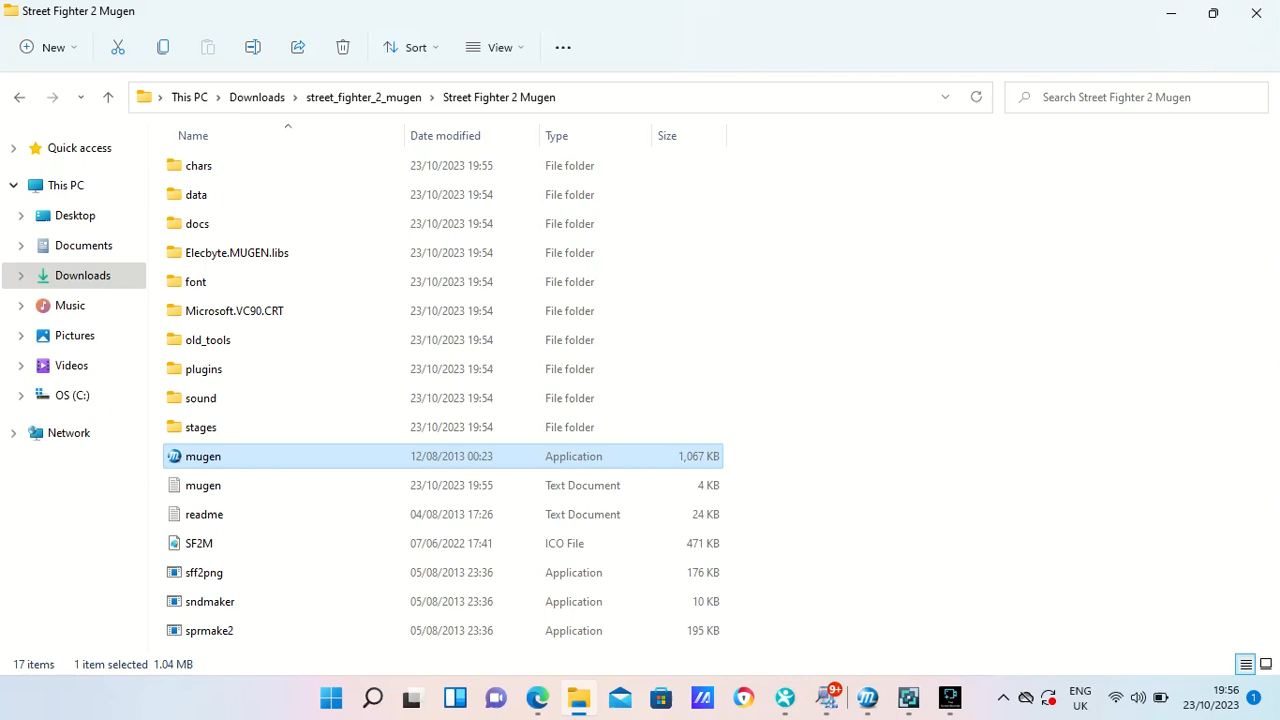 Street Fighter 2 Mugen
New Sort View
This PC Downloads street_fighter_2_mugen Street Fighter 2 Mugen Search Street Fighter 2 Mugen
Name Date modified Type Size
Quick access
This PC
Desktop
Documents
Downloads
Music
Pictures
Videos
OS (C:)
Network
chars 23/10/2023 19:55 File folder
data 23/10/2023 19:54 File folder
docs 23/10/2023 19:54 File folder
Elecbyte.MUGEN.libs 23/10/2023 19:54 File folder
font 23/10/2023 19:54 File folder
Microsoft.VC90.CRT 23/10/2023 19:54 File folder
old_tools 23/10/2023 19:54 File folder
plugins 23/10/2023 19:54 File folder
sound 23/10/2023 19:54 File folder
stages 23/10/2023 19:54 File folder
mugen 12/08/2013 00:23 Application 1,067 KB
mugen 23/10/2023 19:55 Text Document 4 KB
readme 04/08/2013 17:26 Text Document 24 KB
SF2M 07/06/2022 17:41 ICO File 471 KB
sff2png 05/08/2013 23:36 Application 176 KB
sndmaker 05/08/2013 23:36 Application 10 KB
sprmake2 05/08/2013 23:36 Application 195 KB
17 items 1 item selected 1.04 MB
9+
ENG
UK
19:56
23/10/2023
1